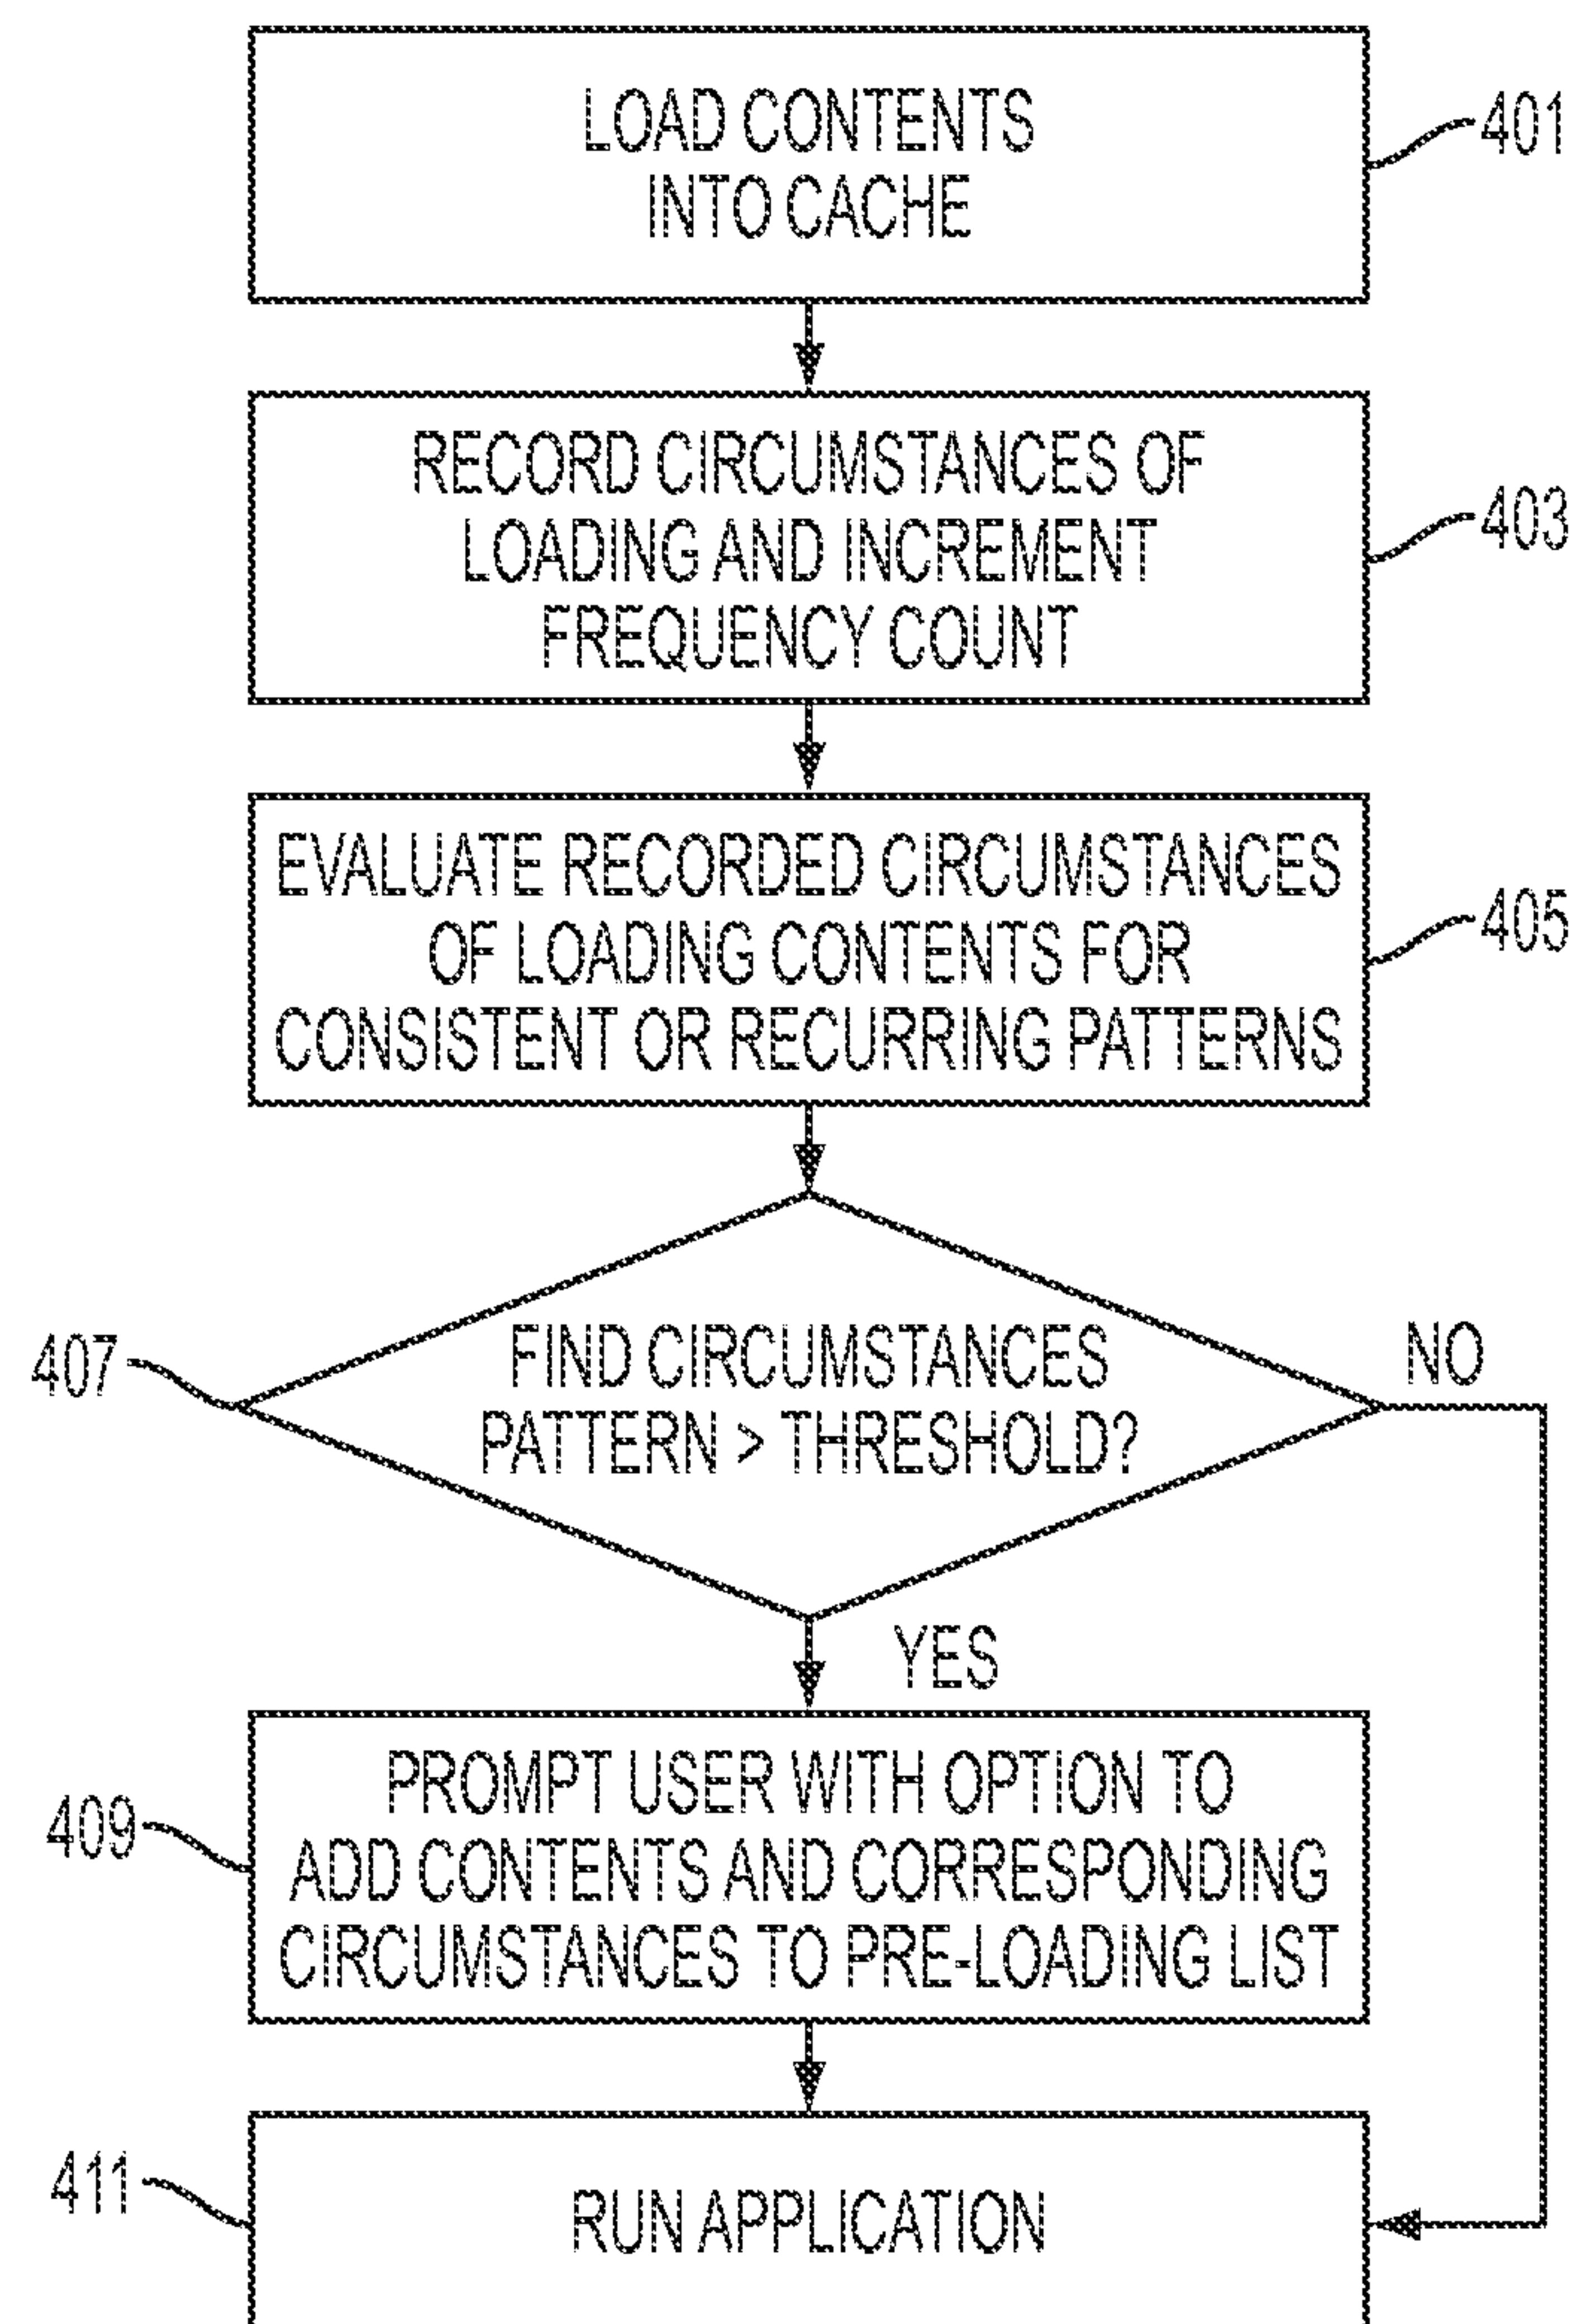 LOAD CONTENTS
INTO CACHE
401
RECORD CIRCUMSTANCES OF
LOADING AND INCREMENT
FREQUENCY COUNT
403
EVALUATE RECORDED CIRCUMSTANCES
OF LOADING CONTENTS FOR
CONSISTENT OR RECURRING PATTERNS
405
407
FIND CIRCUMSTANCES
PATTERN > THRESHOLD?
NO
YES
409
PROMPT USER WITH OPTION TO
ADD CONTENTS AND CORRESPONDING
CIRCUMSTANCES TO PRE-LOADING LIST
411
RUN APPLICATION